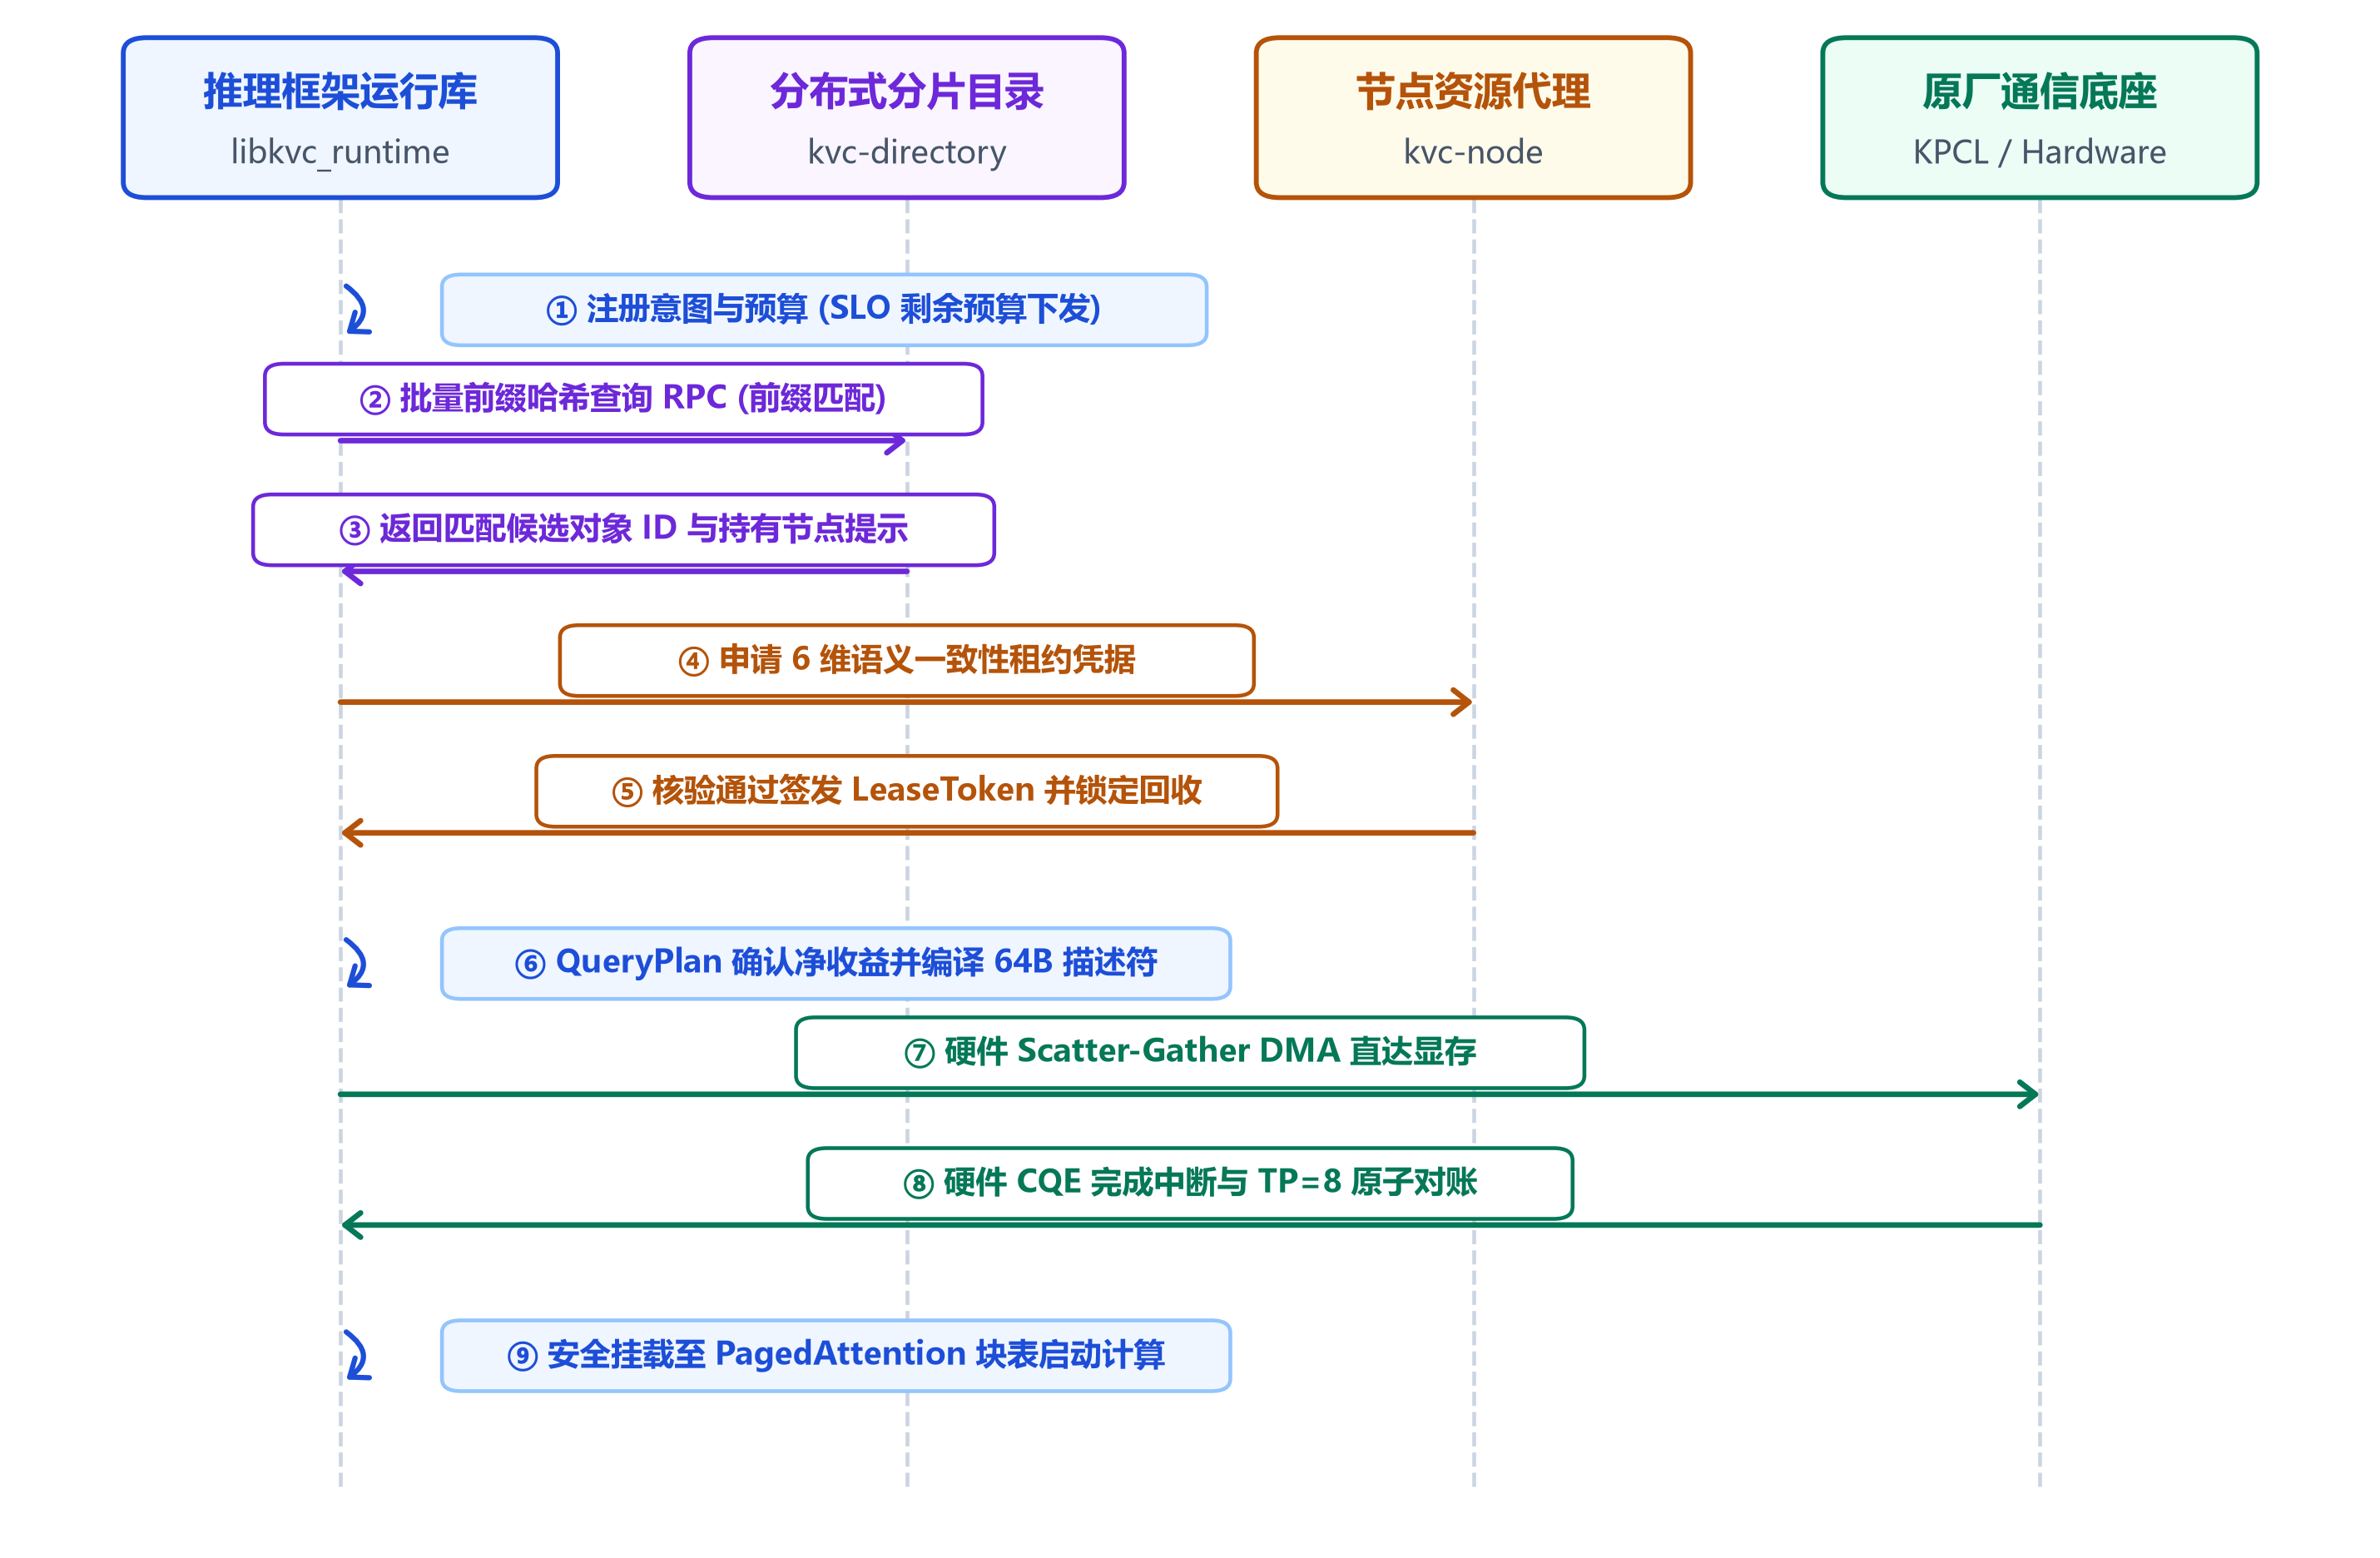 推理框架运行库
libkvc_runtime
分布式分片目录
kvc-directory
节点资源代理
kvc-node
原厂通信底座
KPCL / Hardware
① 注册意图与预算 (SLO 剩余预算下发)
② 批量前缀哈希查询 RPC (前缀匹配)
③ 返回匹配候选对象 ID 与持有节点提示
④ 申请 6 维语义一致性租约凭据
⑤ 核验通过签发 LeaseToken 并锁定回收
⑥ QueryPlan 确认净收益并编译 64B 描述符
⑦ 硬件 Scatter-Gather DMA 直达显存
⑧ 硬件 CQE 完成中断与 TP=8 原子对账
⑨ 安全挂载至 PagedAttention 块表启动计算